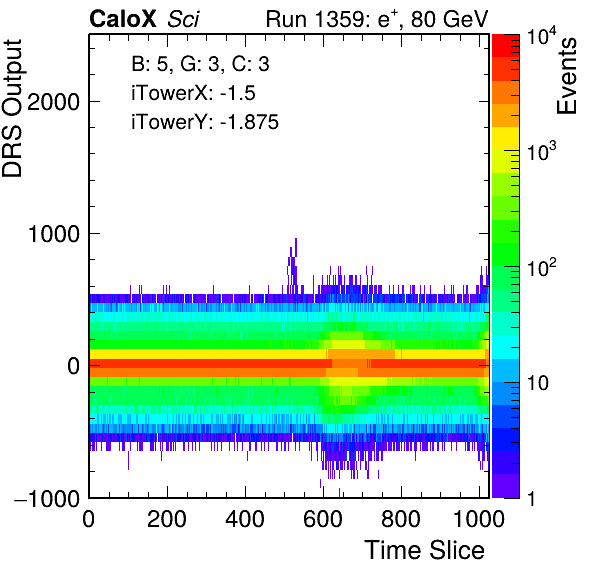 CaloX Sci Run 1359: e⁺, 80 GeV
DRS Output
Events
B: 5, G: 3, C: 3
iTowerX: -1.5
iTowerY: -1.875
2000
1000
0
−1000
0 200 400 600 800 1000
Time Slice
10⁴
10³
10²
10
1